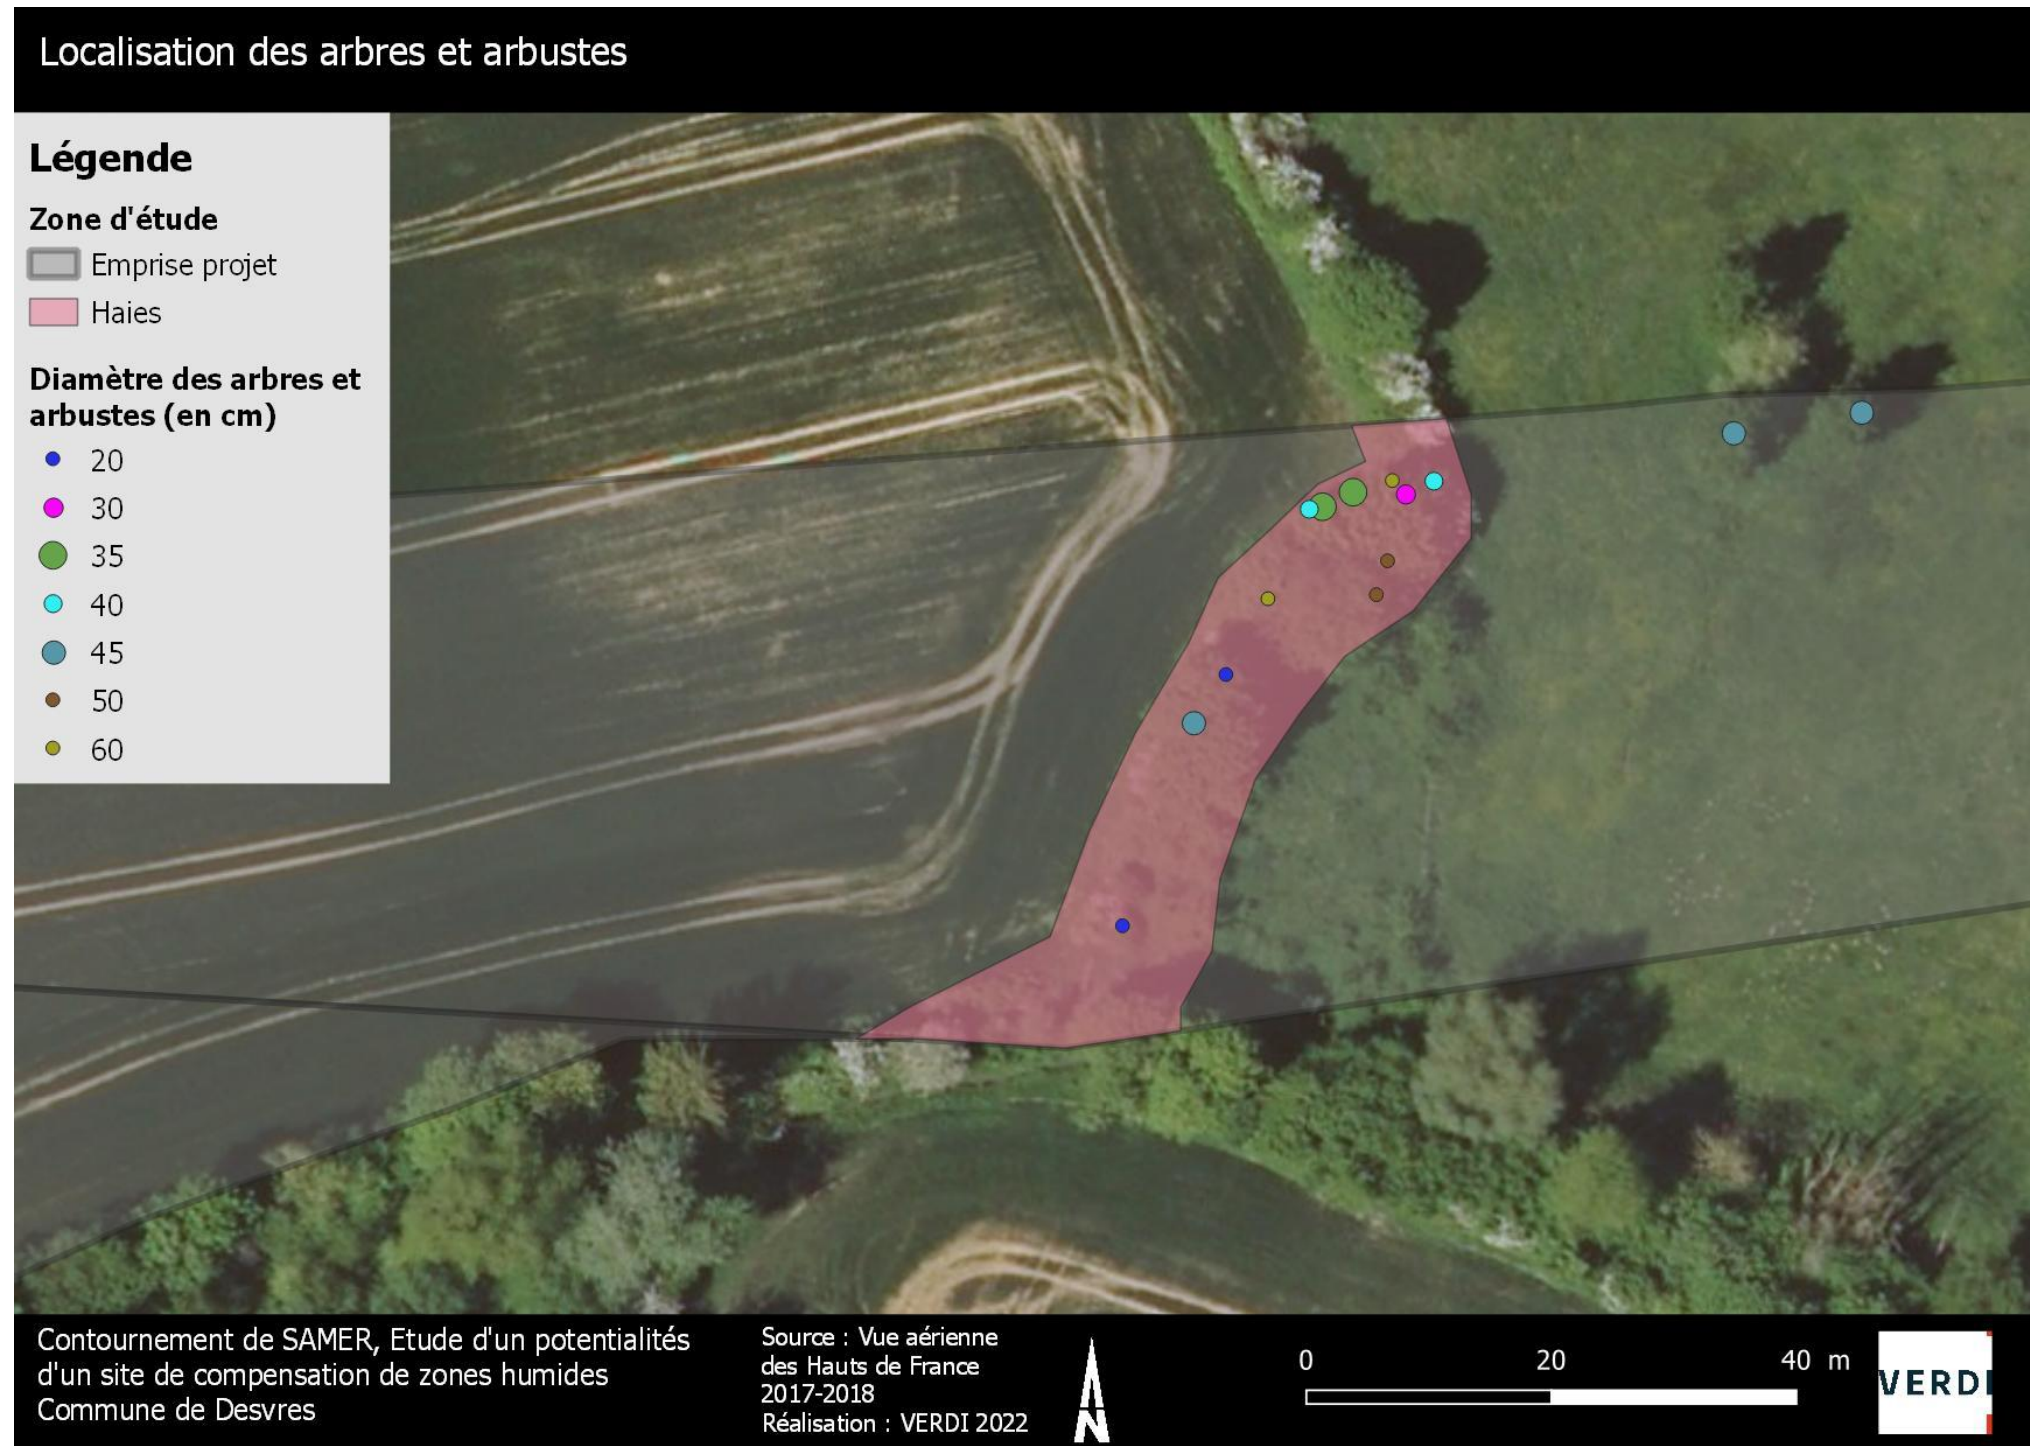 Localisation des arbres et arbustes
Légende
Zone d'étude
Emprise projet
Haies
Diamètre des arbres et
arbustes (en cm)
20
30
35
40
45
50
60
Contournement de SAMER, Etude d'un potentialités
d'un site de compensation de zones humides
Commune de Desvres
Source : Vue aérienne
des Hauts de France
2017-2018
Réalisation : VERDI 2022
N
0 20 40 m
VERDI